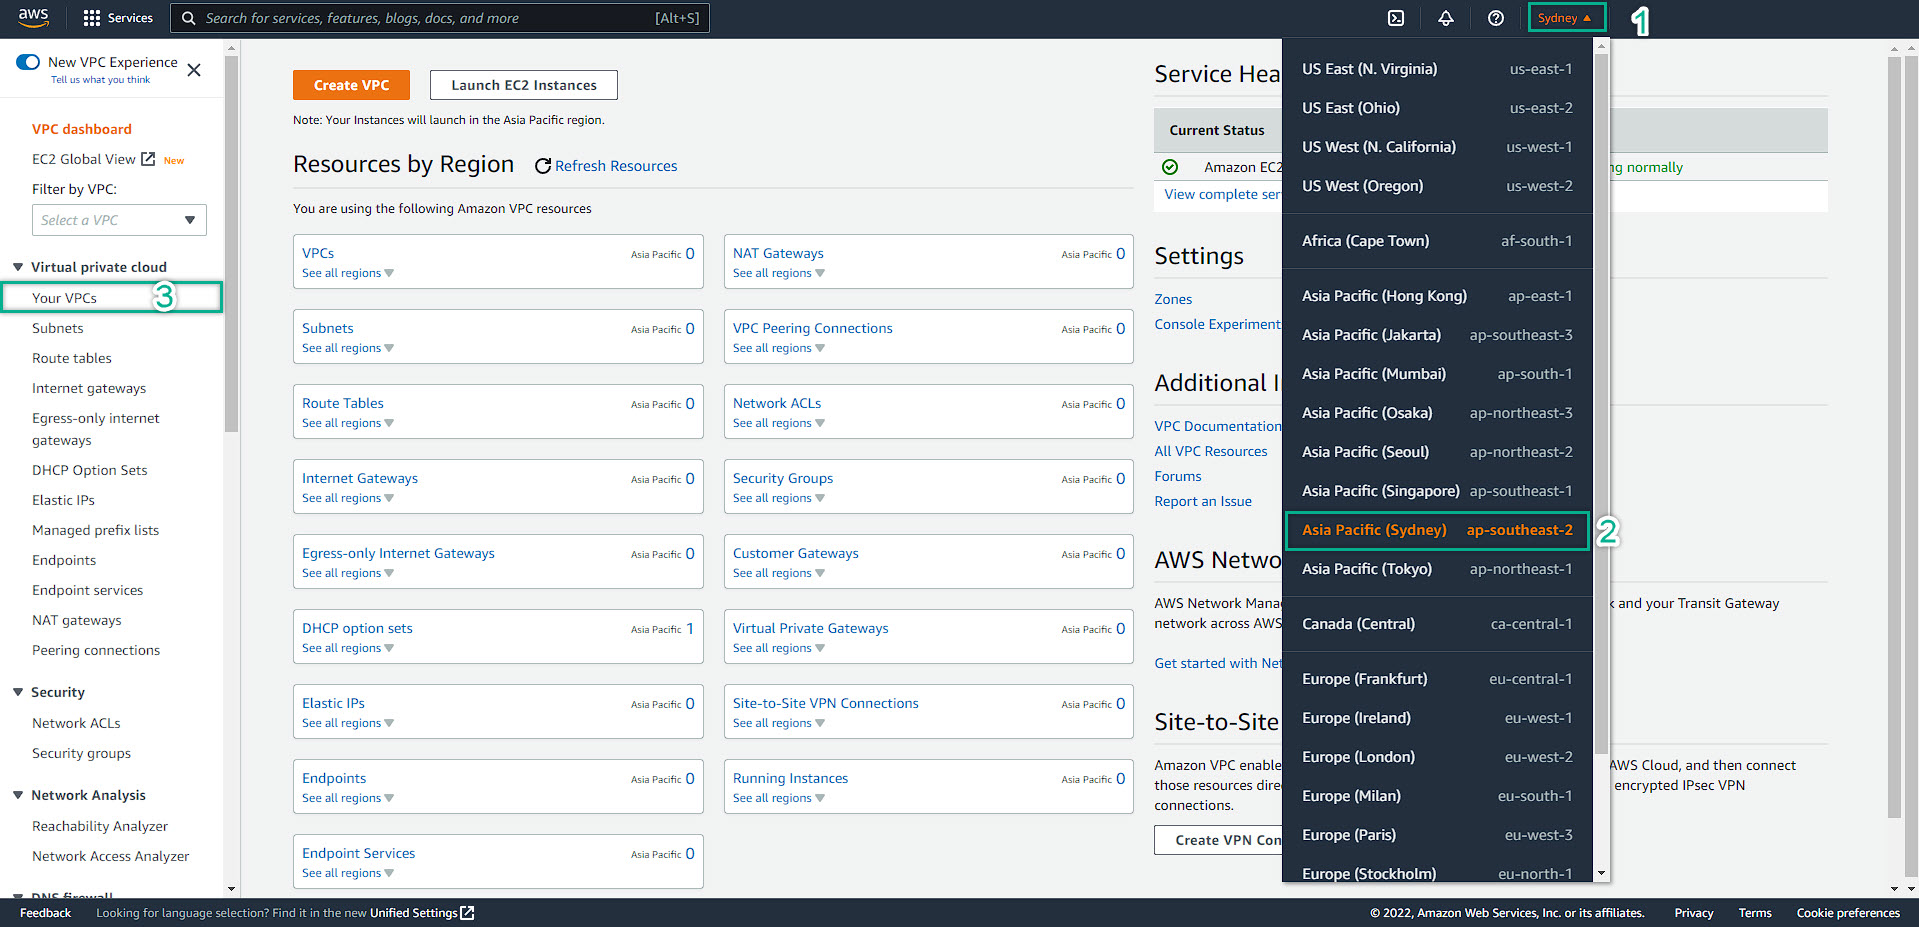 aws
Services
Search for services, features, blogs, docs, and more
[Alt+S]
Sydney ▲
1
New VPC Experience
Tell us what you think
VPC dashboard
EC2 Global View
New
Filter by VPC:
Select a VPC
Virtual private cloud
Your VPCs
3
Subnets
Route tables
Internet gateways
Egress-only internet
gateways
DHCP Option Sets
Elastic IPs
Managed prefix lists
Endpoints
Endpoint services
NAT gateways
Peering connections
Security
Network ACLs
Security groups
Network Analysis
Reachability Analyzer
Network Access Analyzer
DNS firewall
Create VPC
Launch EC2 Instances
Note: Your Instances will launch in the Asia Pacific region.
Resources by Region
Refresh Resources
You are using the following Amazon VPC resources
VPCs
Asia Pacific 0
See all regions
NAT Gateways
Asia Pacific 0
See all regions
Subnets
Asia Pacific 0
See all regions
VPC Peering Connections
Asia Pacific 0
See all regions
Route Tables
Asia Pacific 0
See all regions
Network ACLs
Asia Pacific 0
See all regions
Internet Gateways
Asia Pacific 0
See all regions
Security Groups
Asia Pacific 0
See all regions
Egress-only Internet Gateways
Asia Pacific 0
See all regions
Customer Gateways
Asia Pacific 0
See all regions
DHCP option sets
Asia Pacific 1
See all regions
Virtual Private Gateways
Asia Pacific 0
See all regions
Elastic IPs
Asia Pacific 0
See all regions
Site-to-Site VPN Connections
Asia Pacific 0
See all regions
Endpoints
Asia Pacific 0
See all regions
Running Instances
Asia Pacific 0
See all regions
Endpoint Services
Asia Pacific 0
See all regions
Service Hea
Current Status
Amazon EC2
ng normally
View complete ser
Settings
Zones
Console Experiment
Additional I
VPC Documentation
All VPC Resources
Forums
Report an Issue
AWS Netwo
AWS Network Mana
k and your Transit Gateway
network across AWS
Get started with Net
Site-to-Site
Amazon VPC enable
AWS Cloud, and then connect
those resources dire
encrypted IPsec VPN
connections.
Create VPN Con
US East (N. Virginia) us-east-1
US East (Ohio) us-east-2
US West (N. California) us-west-1
US West (Oregon) us-west-2
Africa (Cape Town) af-south-1
Asia Pacific (Hong Kong) ap-east-1
Asia Pacific (Jakarta) ap-southeast-3
Asia Pacific (Mumbai) ap-south-1
Asia Pacific (Osaka) ap-northeast-3
Asia Pacific (Seoul) ap-northeast-2
Asia Pacific (Singapore) ap-southeast-1
Asia Pacific (Sydney) ap-southeast-2
2
Asia Pacific (Tokyo) ap-northeast-1
Canada (Central) ca-central-1
Europe (Frankfurt) eu-central-1
Europe (Ireland) eu-west-1
Europe (London) eu-west-2
Europe (Milan) eu-south-1
Europe (Paris) eu-west-3
Europe (Stockholm) eu-north-1
Feedback
Looking for language selection? Find it in the new Unified Settings
© 2022, Amazon Web Services, Inc. or its affiliates.
Privacy
Terms
Cookie preferences